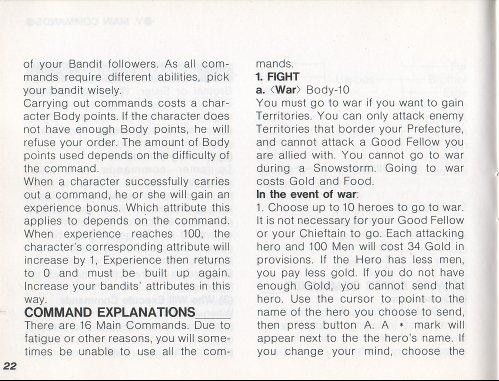 of your Bandit followers. As all com-
mands require different abilities, pick
your bandit wisely.
Carrying out commands costs a char-
acter Body points. If the character does
not have enough Body points, he will
refuse your order. The amount of Body
points used depends on the difficulty of
the command.
When a character successfully carries
out a command, he or she will gain an
experience bonus. Which attribute this
applies to depends on the command.
When experience reaches 100, the
character's corresponding attribute will
increase by 1, Experience then returns
to 0 and must be built up again.
Increase your bandits' attributes in this
way.
COMMAND EXPLANATIONS
There are 16 Main Commands. Due to
fatigue or other reasons, you will some-
times be unable to use all the com-
22
mands.
1. FIGHT
a. 〈War〉 Body-10
You must go to war if you want to gain
Territories. You can only attack enemy
Territories that border your Prefecture,
and cannot attack a Good Fellow you
are allied with. You cannot go to war
during a Snowstorm. Going to war
costs Gold and Food.
In the event of war:
1. Choose up to 10 heroes to go to war.
It is not necessary for your Good Fellow
or your Chieftain to go. Each attacking
hero and 100 Men will cost 34 Gold in
provisions. If the Hero has less men,
you pay less gold. If you do not have
enough Gold, you cannot send that
hero. Use the cursor to point to the
name of the hero you choose to send,
then press button A. A * mark will
appear next to the the hero's name. If
you change your mind, choose the